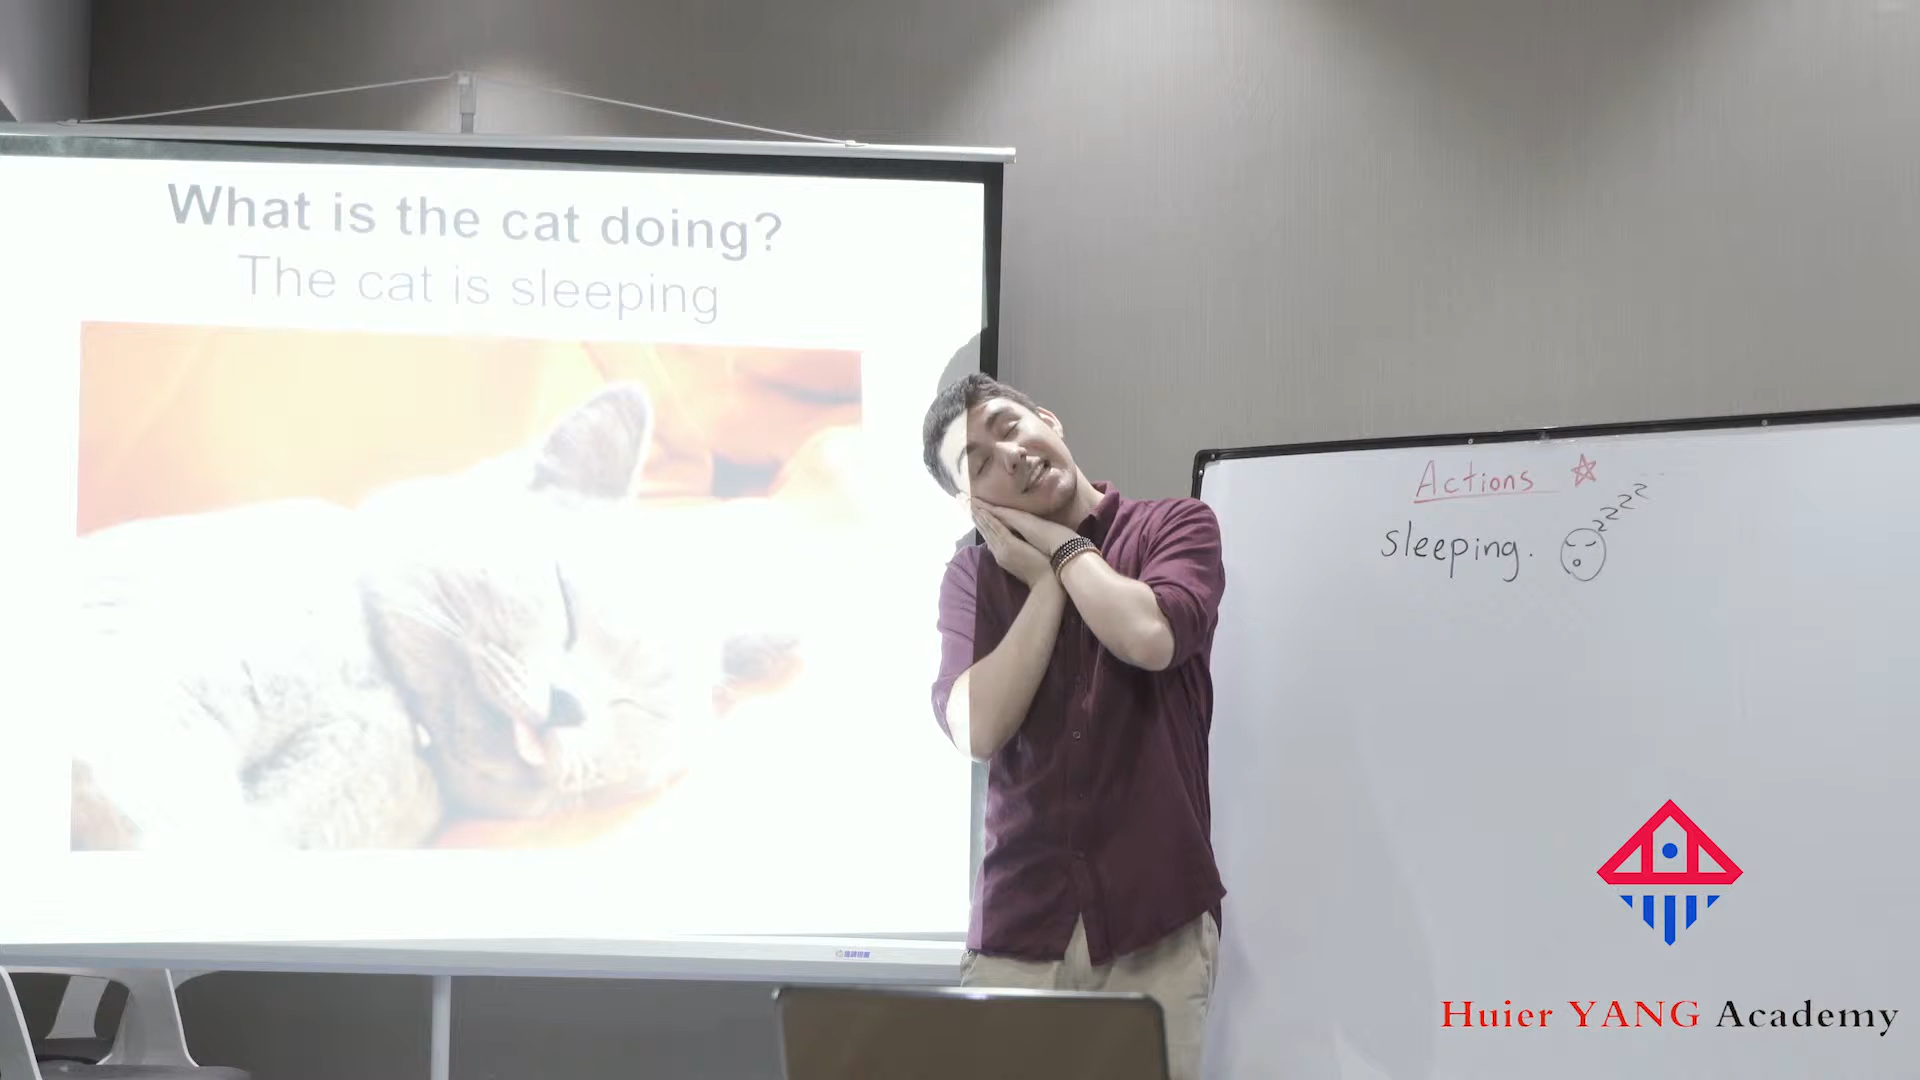 What is the cat doing?
The cat is sleeping
Actions
sleeping.
zzzz
Huier YANG Academy